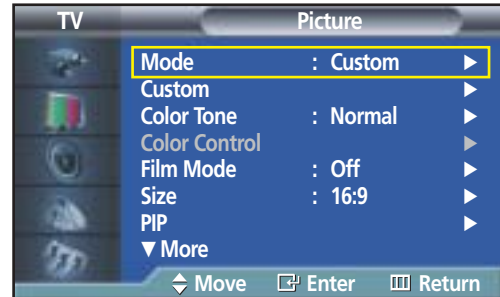 TV Picture
Mode : Custom ▶
Custom ▶
Color Tone : Normal ▶
Color Control ▶
Film Mode : Off ▶
Size : 16:9 ▶
PIP ▶
▼More
Move Enter Return